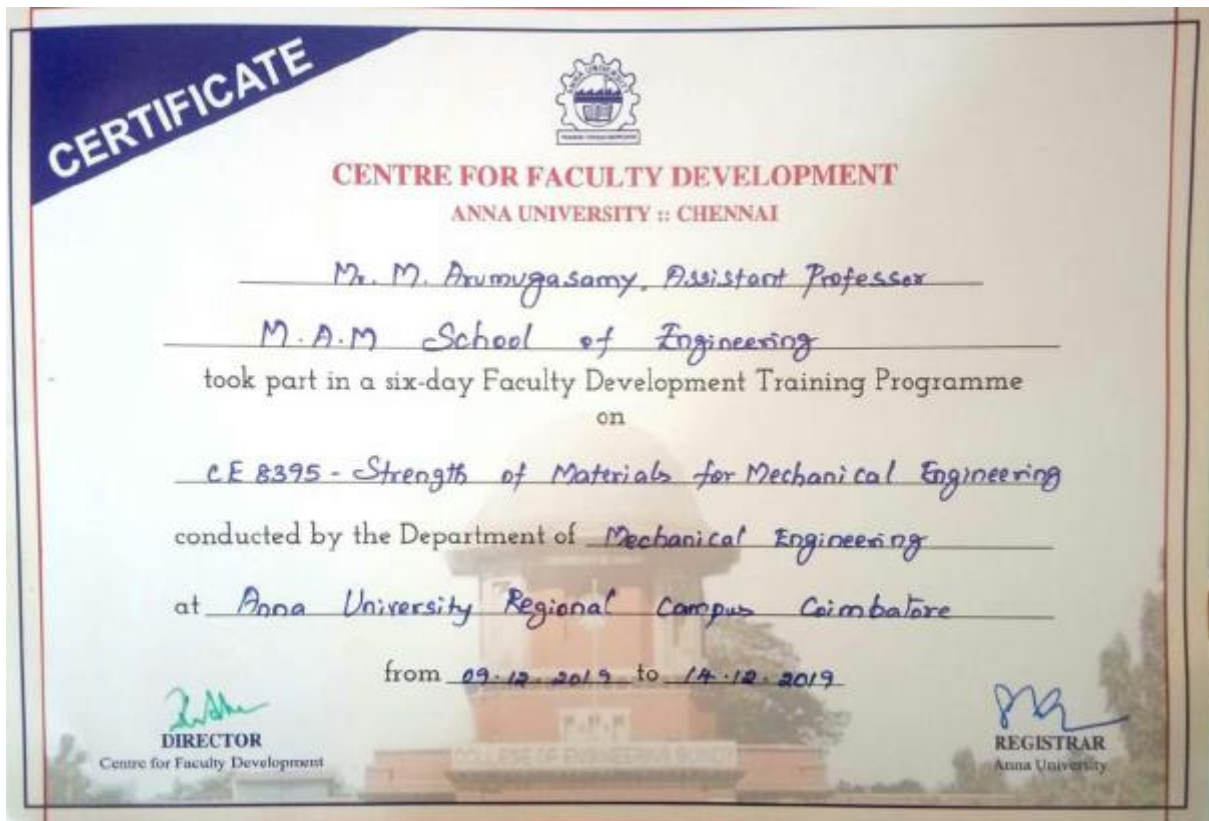 CERTIFICATE
ANNA UNIVERSITY
CENTRE FOR FACULTY DEVELOPMENT
ANNA UNIVERSITY :: CHENNAI
Mr. M. Arumugasamy, Assistant Professor
M.A.M School of Engineering
took part in a six-day Faculty Development Training Programme
on
CE 8395 - Strength of Materials for Mechanical Engineering
conducted by the Department of Mechanical Engineering
at Anna University Regional Campus Coimbatore
from 09.12.2019 to 14.12.2019
DIRECTOR
Centre for Faculty Development
REGISTRAR
Anna University
COLLEGE OF ENGINEERING GUINDY